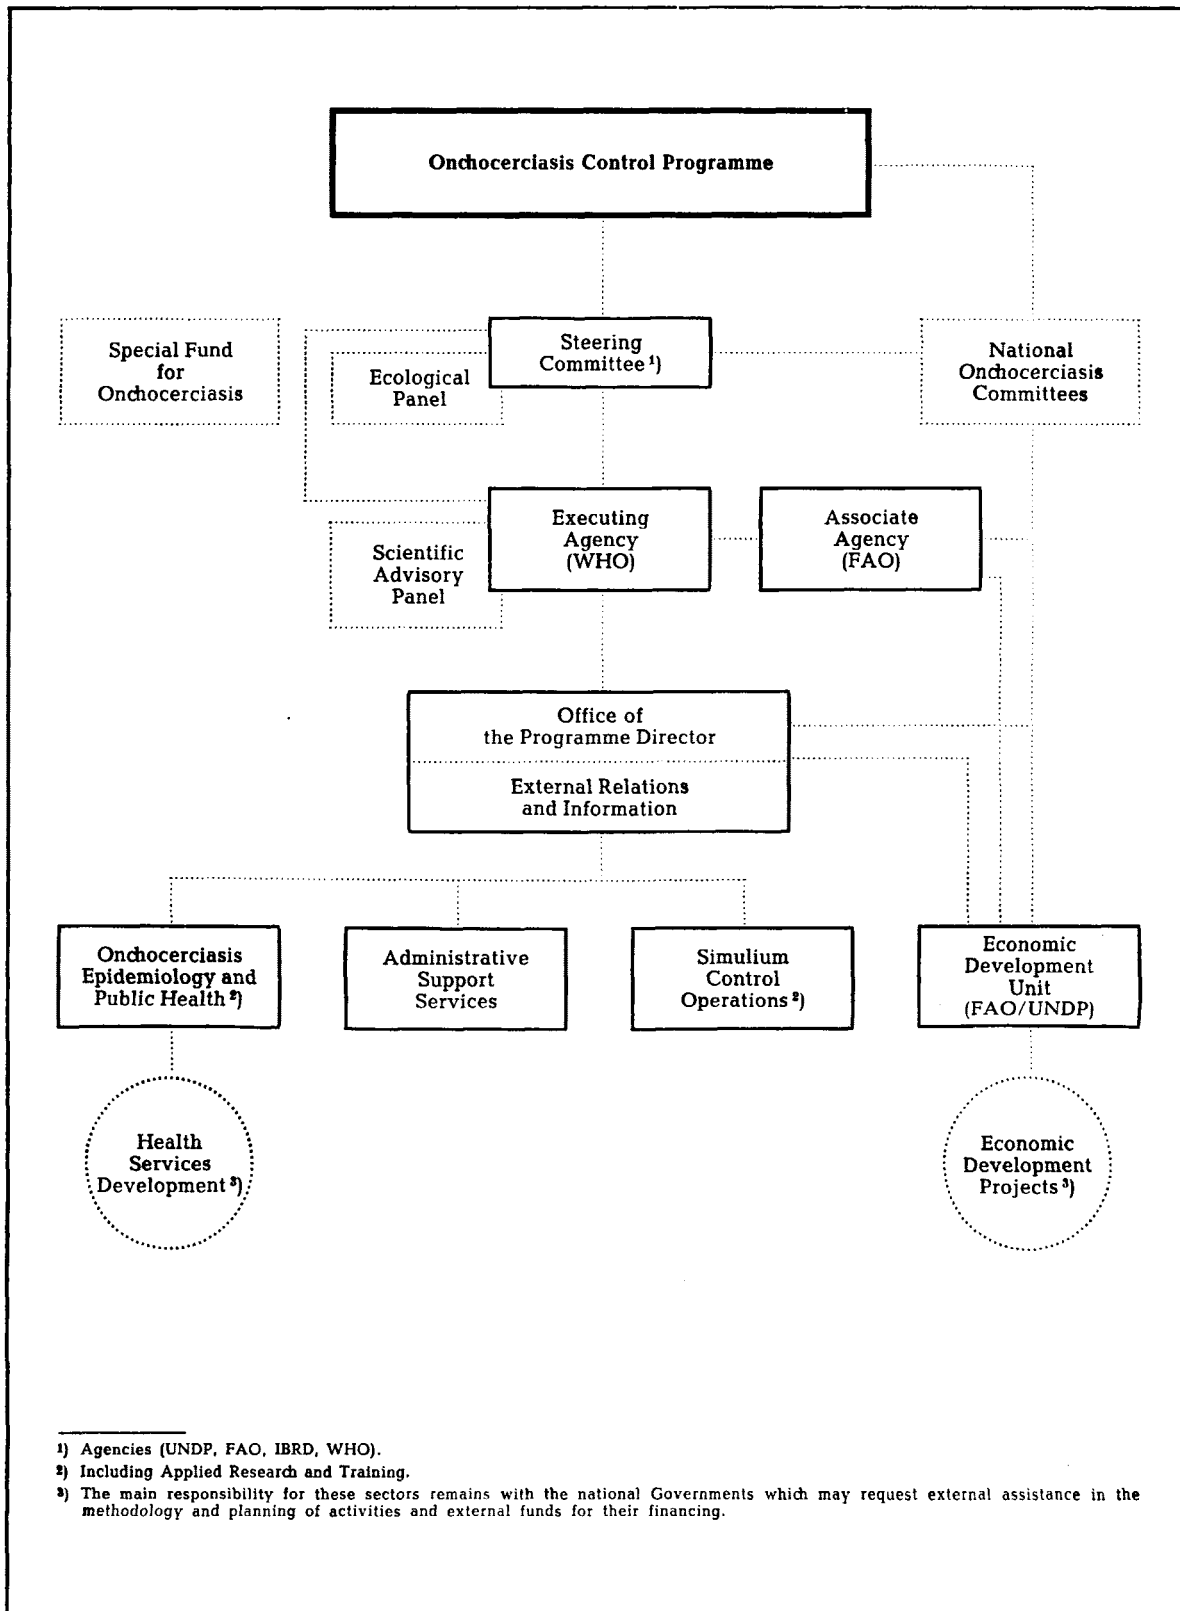 Onchocerciasis Control Programme
Special Fund
for
Onchocerciasis
Ecological
Panel
Steering
Committee ¹)
National
Onchocerciasis
Committees
Scientific
Advisory
Panel
Executing
Agency
(WHO)
Associate
Agency
(FAO)
Office of
the Programme Director
External Relations
and Information
Onchocerciasis
Epidemiology and
Public Health ²)
Administrative
Support
Services
Simulium
Control
Operations ²)
Economic
Development
Unit
(FAO/UNDP)
Health
Services
Development ³)
Economic
Development
Projects ³)
¹) Agencies (UNDP, FAO, IBRD, WHO).
²) Including Applied Research and Training.
³) The main responsibility for these sectors remains with the national Governments which may request external assistance in the
methodology and planning of activities and external funds for their financing.